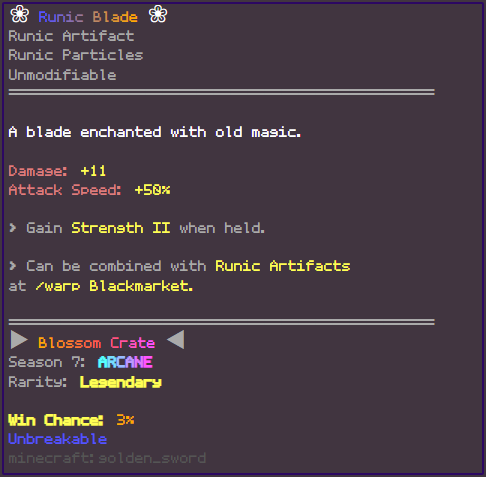 ❀ Runic Blade ❀
Runic Artifact
Runic Particles
Unmodifiable
A blade enchanted with old magic.
Damage: +11
Attack Speed: +50%
> Gain Strength II when held.
> Can be combined with Runic Artifacts
at /warp Blackmarket.
▶ Blossom Crate ◀
Season 7: ARCANE
Rarity: Legendary
Win Chance: 3%
Unbreakable
minecraft:golden_sword